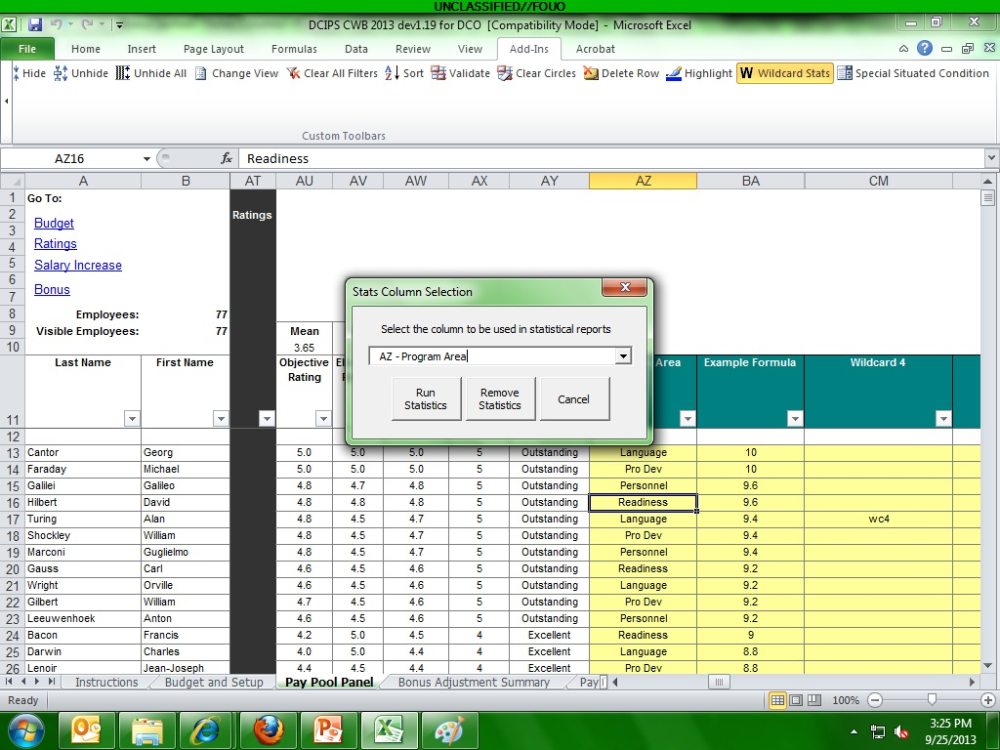 UNCLASSIFIED//FOUO
DCIPS CWB 2013 dev1.19 for DCO [Compatibility Mode] - Microsoft Excel
File Home Insert Page Layout Formulas Data Review View Add-Ins Acrobat
Hide Unhide Unhide All Change View Clear All Filters Sort Validate Clear Circles Delete Row Highlight Wildcard Stats Special Situated Condition
Custom Toolbars
AZ16 fx Readiness
A B AT AU AV AW AX AY AZ BA CM
1 Go To:
2 Budget Ratings
3
4 Ratings
5 Salary Increase
6
7 Bonus
8 Employees: 77
9 Visible Employees: 77 Mean
10 3.65
Last Name First Name Objective Rating Area Example Formula Wildcard 4
11
12
13 Cantor Georg 5.0 5.0 5.0 5 Outstanding Language 10
14 Faraday Michael 5.0 5.0 5.0 5 Outstanding Pro Dev 10
15 Galilei Galileo 4.8 4.7 4.8 5 Outstanding Personnel 9.6
16 Hilbert David 4.8 4.8 4.8 5 Outstanding Readiness 9.6
17 Turing Alan 4.8 4.5 4.7 5 Outstanding Language 9.4 wc4
18 Shockley William 4.8 4.5 4.7 5 Outstanding Pro Dev 9.4
19 Marconi Guglielmo 4.8 4.5 4.7 5 Outstanding Personnel 9.4
20 Gauss Carl 4.6 4.5 4.6 5 Outstanding Readiness 9.2
21 Wright Orville 4.6 4.5 4.6 5 Outstanding Language 9.2
22 Gilbert William 4.7 4.5 4.6 5 Outstanding Pro Dev 9.2
23 Leeuwenhoek Anton 4.6 4.5 4.6 5 Outstanding Personnel 9.2
24 Bacon Francis 4.2 5.0 4.5 4 Excellent Readiness 9
25 Darwin Charles 4.0 5.0 4.4 4 Excellent Language 8.8
26 Lenoir Jean-Joseph 4.4 4.5 4.4 4 Excellent Pro Dev 8.8
Stats Column Selection
Select the column to be used in statistical reports
AZ - Program Area
Run Statistics Remove Statistics Cancel
Instructions Budget and Setup Pay Pool Panel Bonus Adjustment Summary Pay
Ready 100%
3:25 PM
9/25/2013